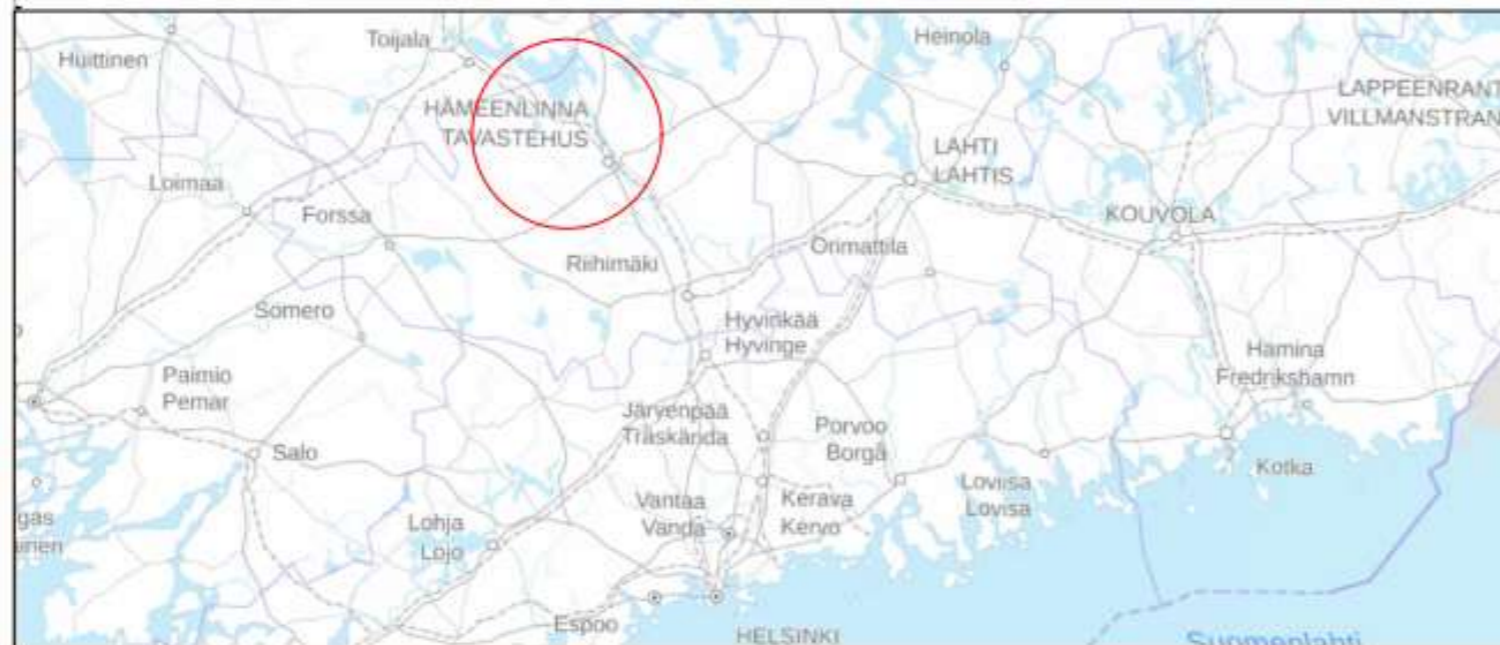 Huittinen
Toijala
Heinola
HÄMEENLINNA
TAVASTEHUS
LAPPEENRANT
VILLMANSTRAN
LAHTI
LAHTIS
Loimaa
Forssa
KOUVOLA
Riihimäki
Orimattila
Somero
Hyvinkää
Hyvinge
Hamina
Fredrikshamn
Paimio
Pemar
Järvenpää
Träskända
Porvoo
Borgå
Salo
Kotka
Loviisa
Lovisa
Vantaa
Vanda
Kerava
Kervo
gas
ainen
Lohja
Lojo
Espoo
HELSINKI
Suomenlahti